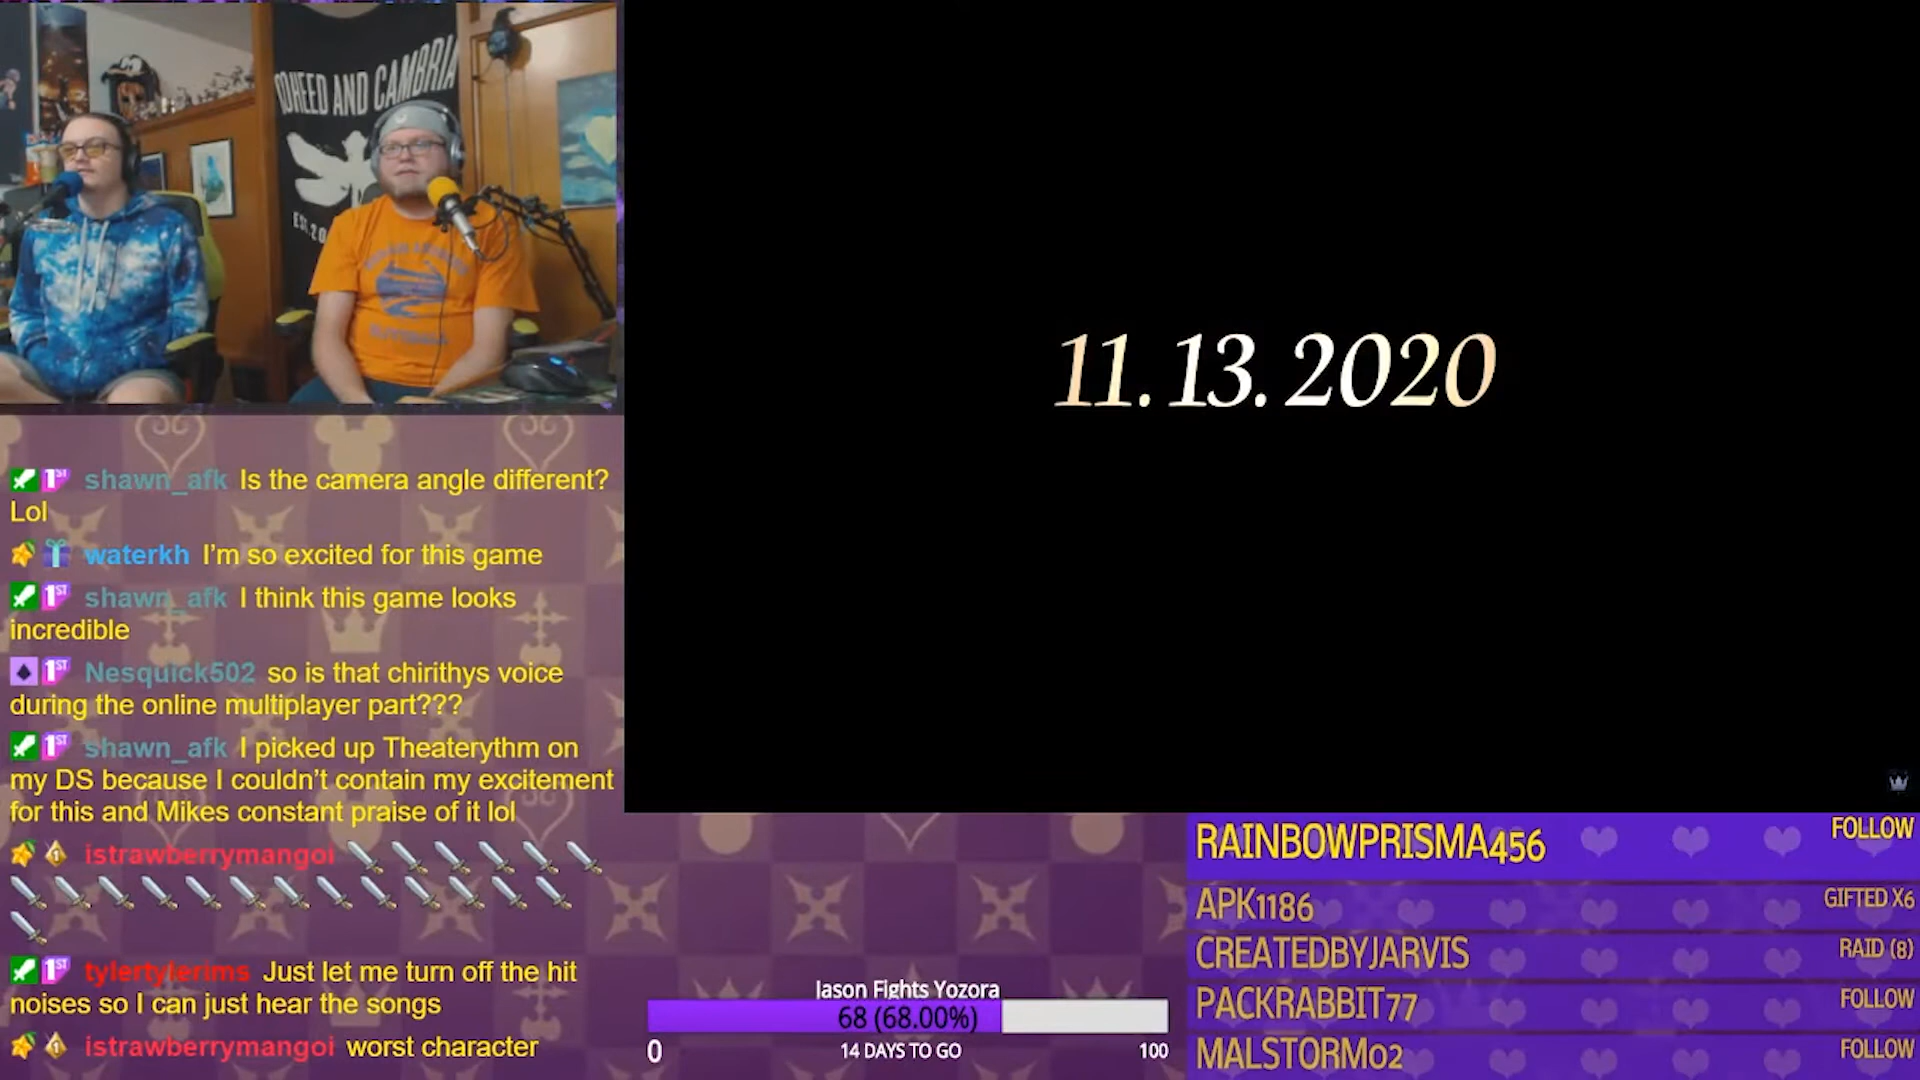 COHEED AND CAMBRIA
11.13.2020
shawn_afk Is the camera angle different?
Lol
waterkh I'm so excited for this game
shawn_afk I think this game looks
incredible
Nesquick502 so is that chirithys voice
during the online multiplayer part???
shawn_afk I picked up Theaterythm on
my DS because I couldn't contain my excitement
for this and Mikes constant praise of it lol
istrawberrymangoi
tylertylerims Just let me turn off the hit
noises so I can just hear the songs
istrawberrymangoi worst character
Jason Fights Yozora
68 (68.00%)
0 14 DAYS TO GO 100
RAINBOWPRISMA456 FOLLOW
APK1186 GIFTED X6
CREATEDBYJARVIS RAID (8)
PACKRABBIT77 FOLLOW
MALSTORM02 FOLLOW